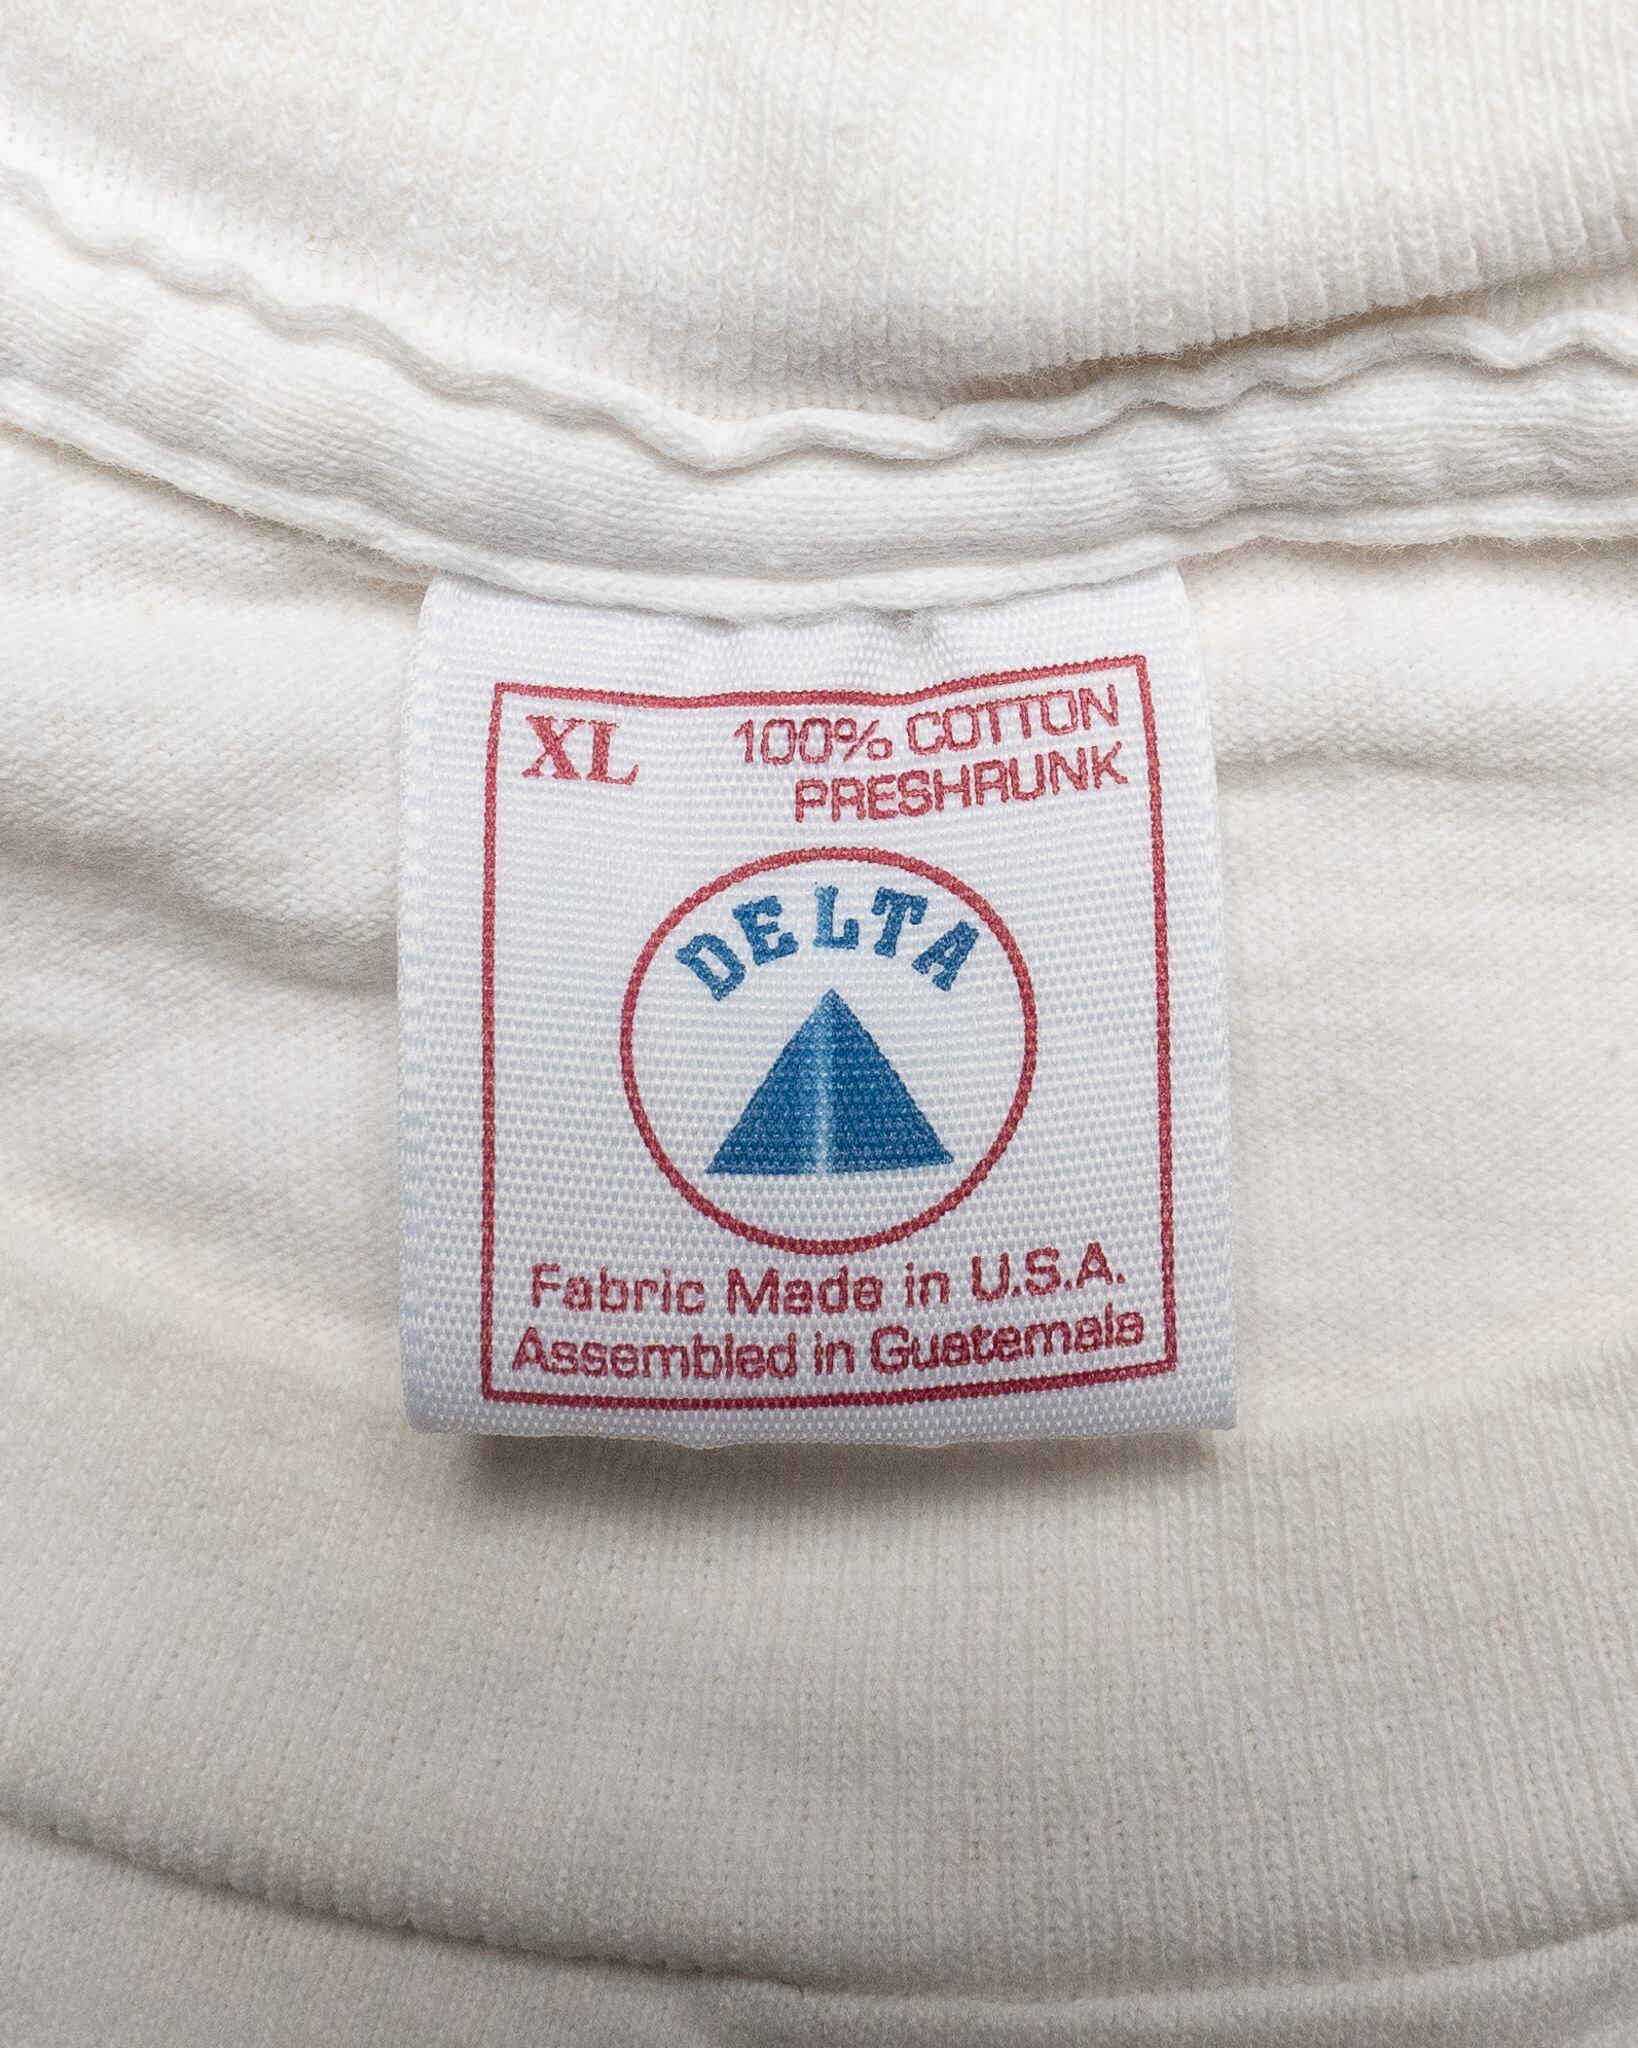 XL
100% COTTON
PRESHRUNK
DELTA
Fabric Made in U.S.A.
Assembled in Guatemala